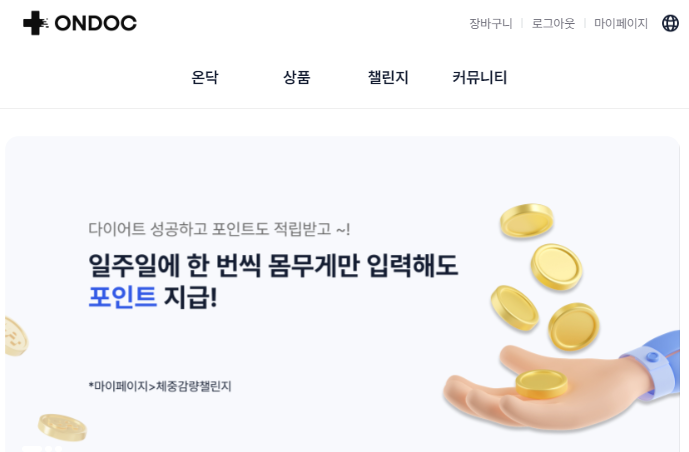 ONDOC
장바구니 로그아웃 마이페이지
온닥 상품 챌린지 커뮤니티
다이어트 성공하고 포인트도 적립받고 ~!
일주일에 한 번씩 몸무게만 입력해도
포인트 지급!
*마이페이지>체중감량챌린지